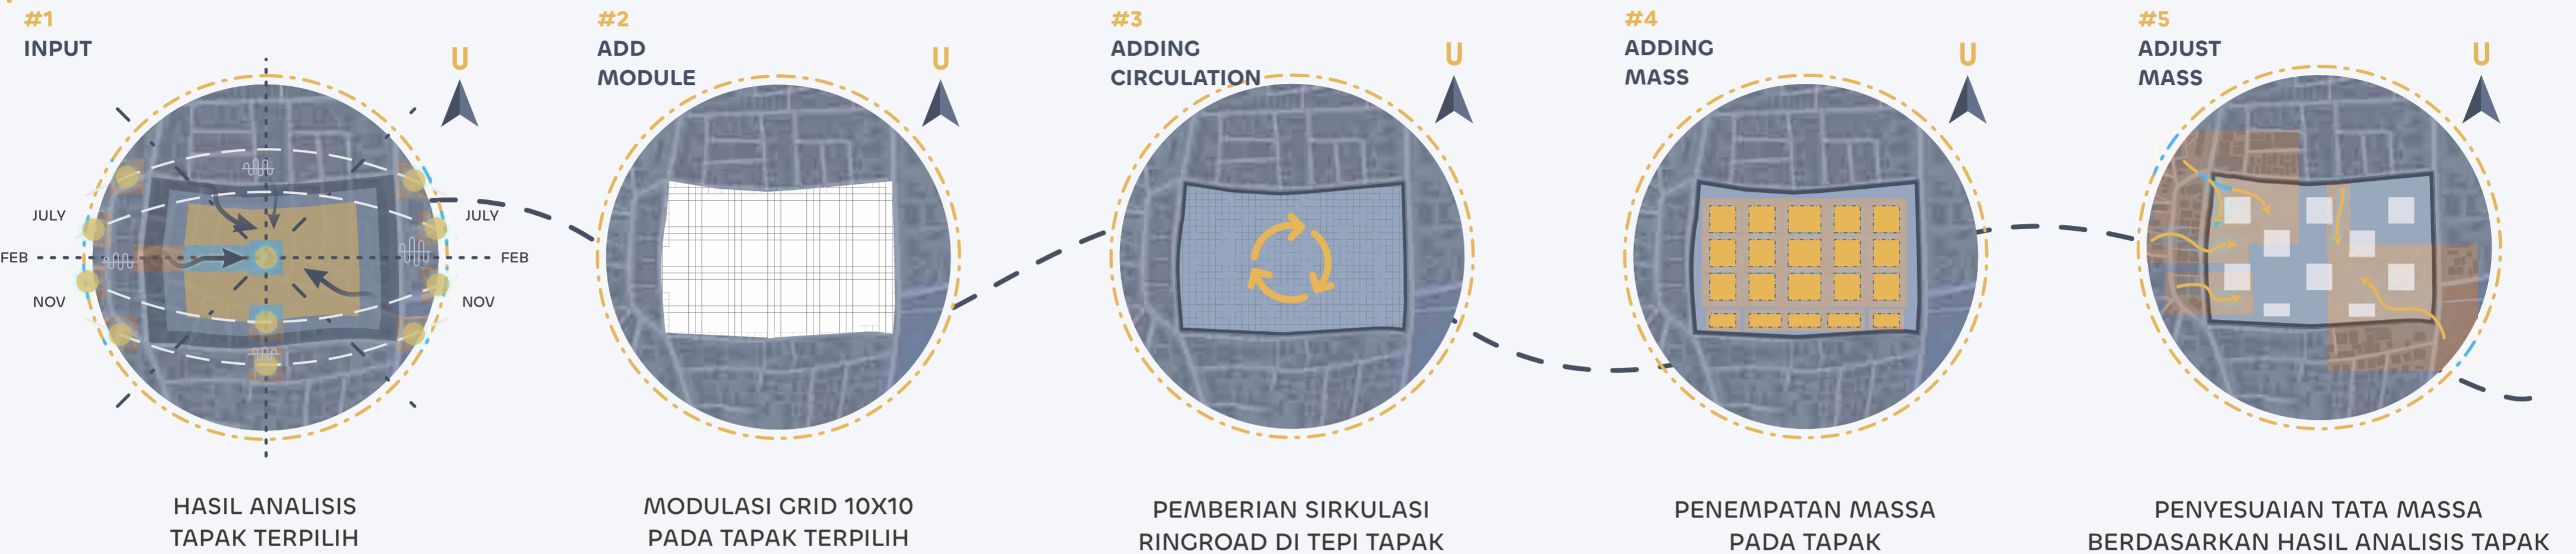 #1
INPUT
U
JULY
JULY
FEB
FEB
NOV
NOV
HASIL ANALISIS
TAPAK TERPILIH
#2
ADD
MODULE
U
MODULASI GRID 10X10
PADA TAPAK TERPILIH
#3
ADDING
CIRCULATION
U
PEMBERIAN SIRKULASI
RINGROAD DI TEPI TAPAK
#4
ADDING
MASS
U
PENEMPATAN MASSA
PADA TAPAK
#5
ADJUST
MASS
U
PENYESUAIAN TATA MASSA
BERDASARKAN HASIL ANALISIS TAPAK